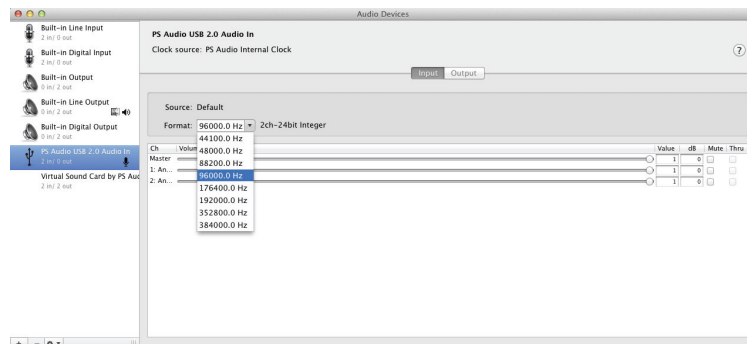 Audio Devices
Built-in Line Input
2 in/ 0 out
Built-in Digital Input
2 in/ 0 out
Built-in Output
0 in/ 2 out
Built-in Line Output
0 in/ 2 out
Built-in Digital Output
0 in/ 2 out
PS Audio USB 2.0 Audio In
2 in/ 0 out
Virtual Sound Card by PS Aud
2 in/ 2 out
PS Audio USB 2.0 Audio In
Clock source: PS Audio Internal Clock
?
Input Output
Source: Default
Format: 96000.0 Hz 2ch-24bit Integer
44100.0 Hz
48000.0 Hz
88200.0 Hz
96000.0 Hz
176400.0 Hz
192000.0 Hz
352800.0 Hz
384000.0 Hz
Ch Volum Value dB Mute Thru
Master 1 0
1: An... 1 0
2: An... 1 0